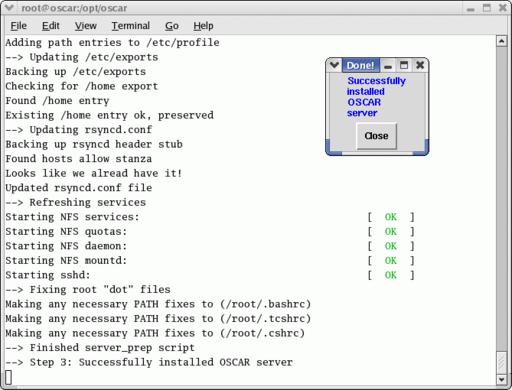 root@oscar:/opt/oscar
File Edit View Terminal Go Help
Adding path entries to /etc/profile
--> Updating /etc/exports
Backing up /etc/exports
Checking for /home export
Found /home entry
Existing /home entry ok, preserved
--> Updating rsyncd.conf
Backing up rsyncd header stub
Found hosts allow stanza
Looks like we alread have it!
Updated rsyncd.conf file
--> Refreshing services
Starting NFS services: [ OK ]
Starting NFS quotas: [ OK ]
Starting NFS daemon: [ OK ]
Starting NFS mountd: [ OK ]
Starting sshd: [ OK ]
--> Fixing root "dot" files
Making any necessary PATH fixes to (/root/.bashrc)
Making any necessary PATH fixes to (/root/.tcshrc)
Making any necessary PATH fixes to (/root/.cshrc)
--> Finished server_prep script
--> Step 3: Successfully installed OSCAR server
Done!
Successfully
installed
OSCAR
server
Close